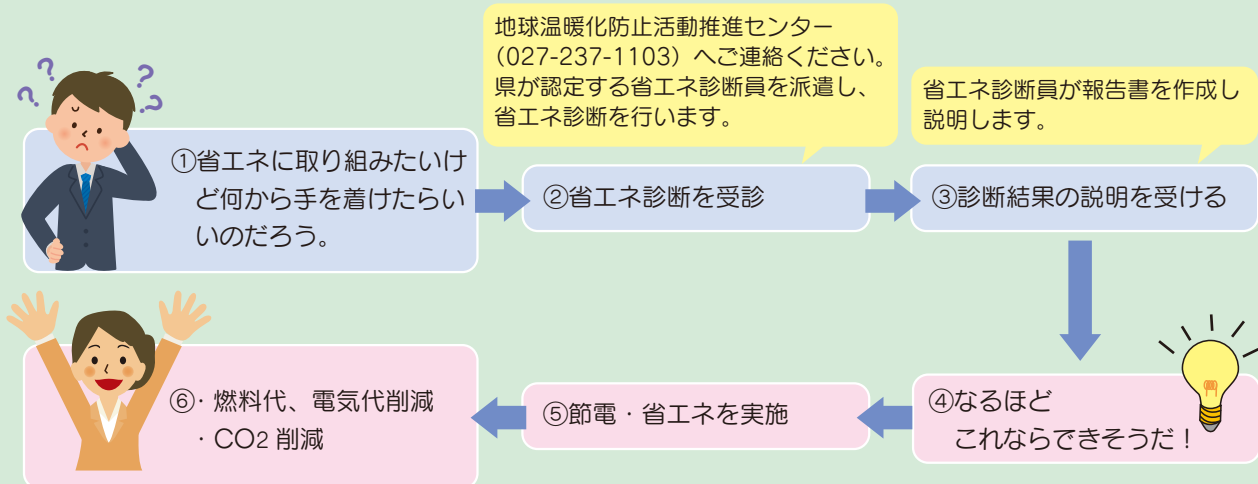 地球温暖化防止活動推進センター
（027-237-1103）へご連絡ください。
県が認定する省エネ診断員を派遣し、
省エネ診断を行います。
省エネ診断員が報告書を作成し
説明します。
? ? ? ?
①省エネに取り組みたいけ
ど何から手を着けたらい
いのだろう。
②省エネ診断を受診
③診断結果の説明を受ける
④なるほど
これならできそうだ！
⑤節電・省エネを実施
⑥・燃料代、電気代削減
・CO2 削減